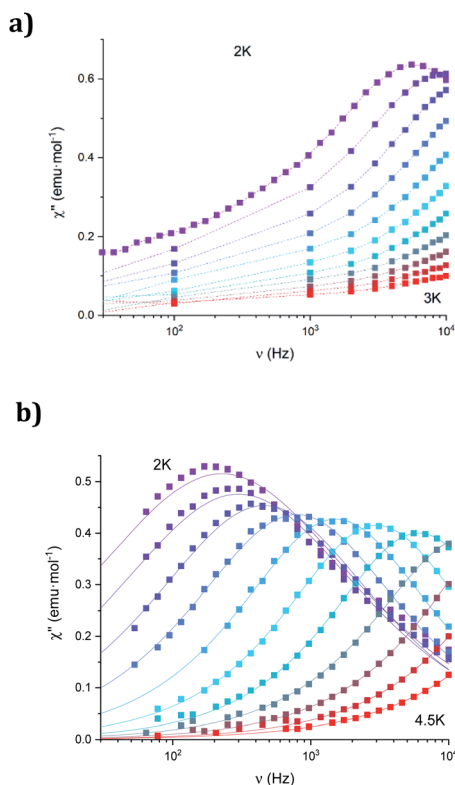 a)
2K
0.6
0.4
0.2
0.0
χ'' (emu·mol⁻¹)
3K
10² 10³ 10⁴
ν (Hz)
b)
2K
0.5
0.4
0.3
0.2
0.1
0.0
χ'' (emu·mol⁻¹)
4.5K
10² 10³ 10⁴
ν (Hz)